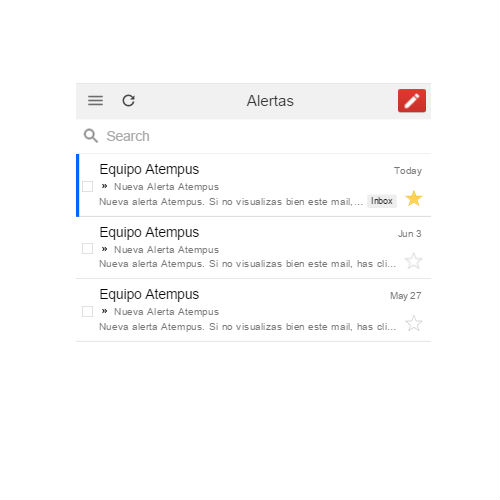 Alertas
Search
Equipo Atempus Today
» Nueva Alerta Atempus
Nueva alerta Atempus. Si no visualizas bien este mail,... Inbox
Equipo Atempus Jun 3
» Nueva Alerta Atempus
Nueva alerta Atempus. Si no visualizas bien este mail, has cli...
Equipo Atempus May 27
» Nueva Alerta Atempus
Nueva alerta Atempus. Si no visualizas bien este mail, has cli...